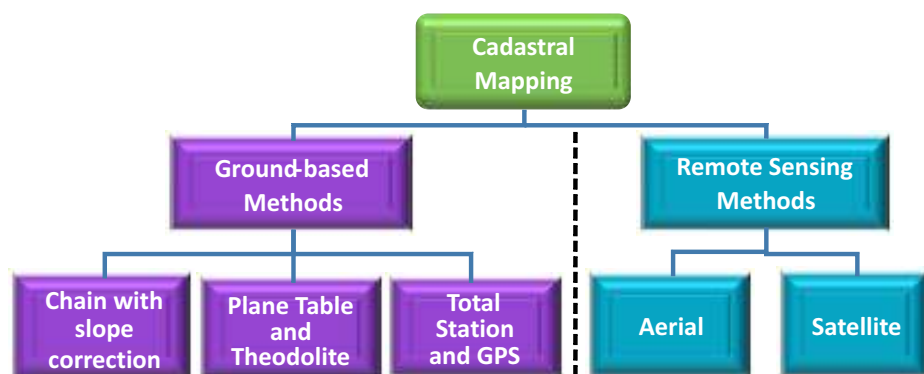 Cadastral
Mapping
Ground-based
Methods
Remote Sensing
Methods
Chain with
slope
correction
Plane Table
and
Theodolite
Total
Station
and GPS
Aerial
Satellite